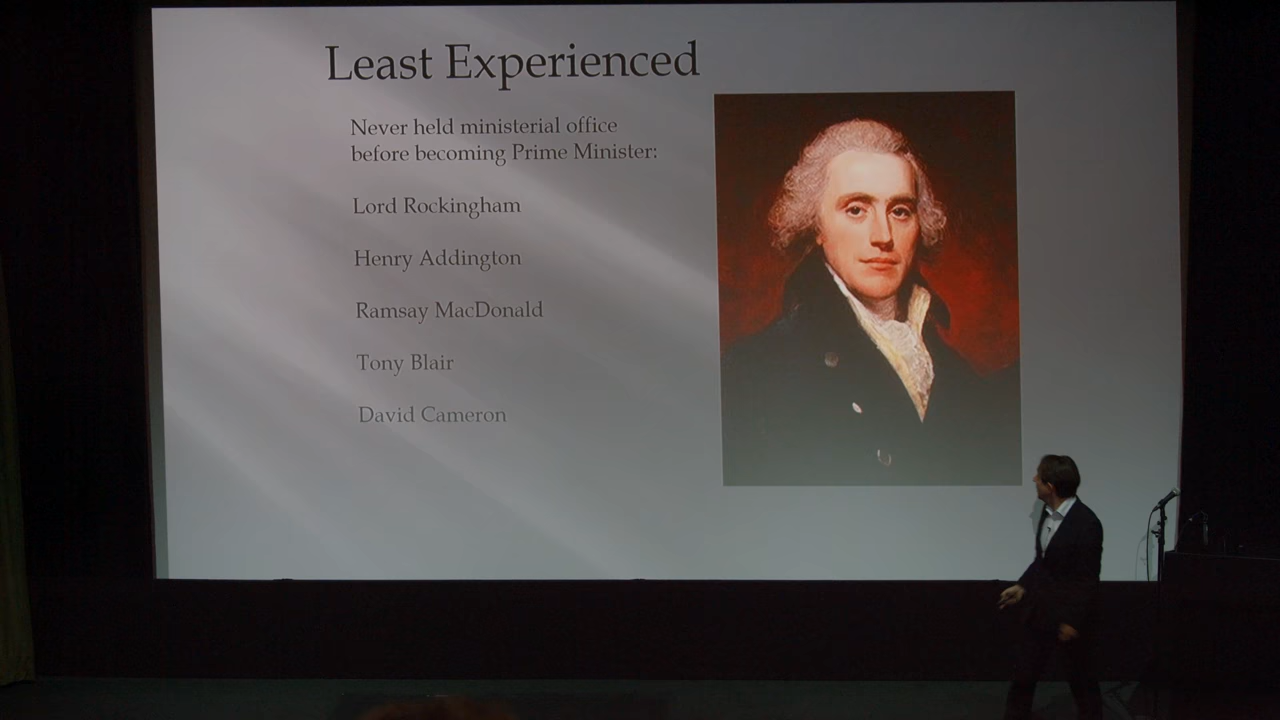 Least Experienced
Never held ministerial office
before becoming Prime Minister:
Lord Rockingham
Henry Addington
Ramsay MacDonald
Tony Blair
David Cameron